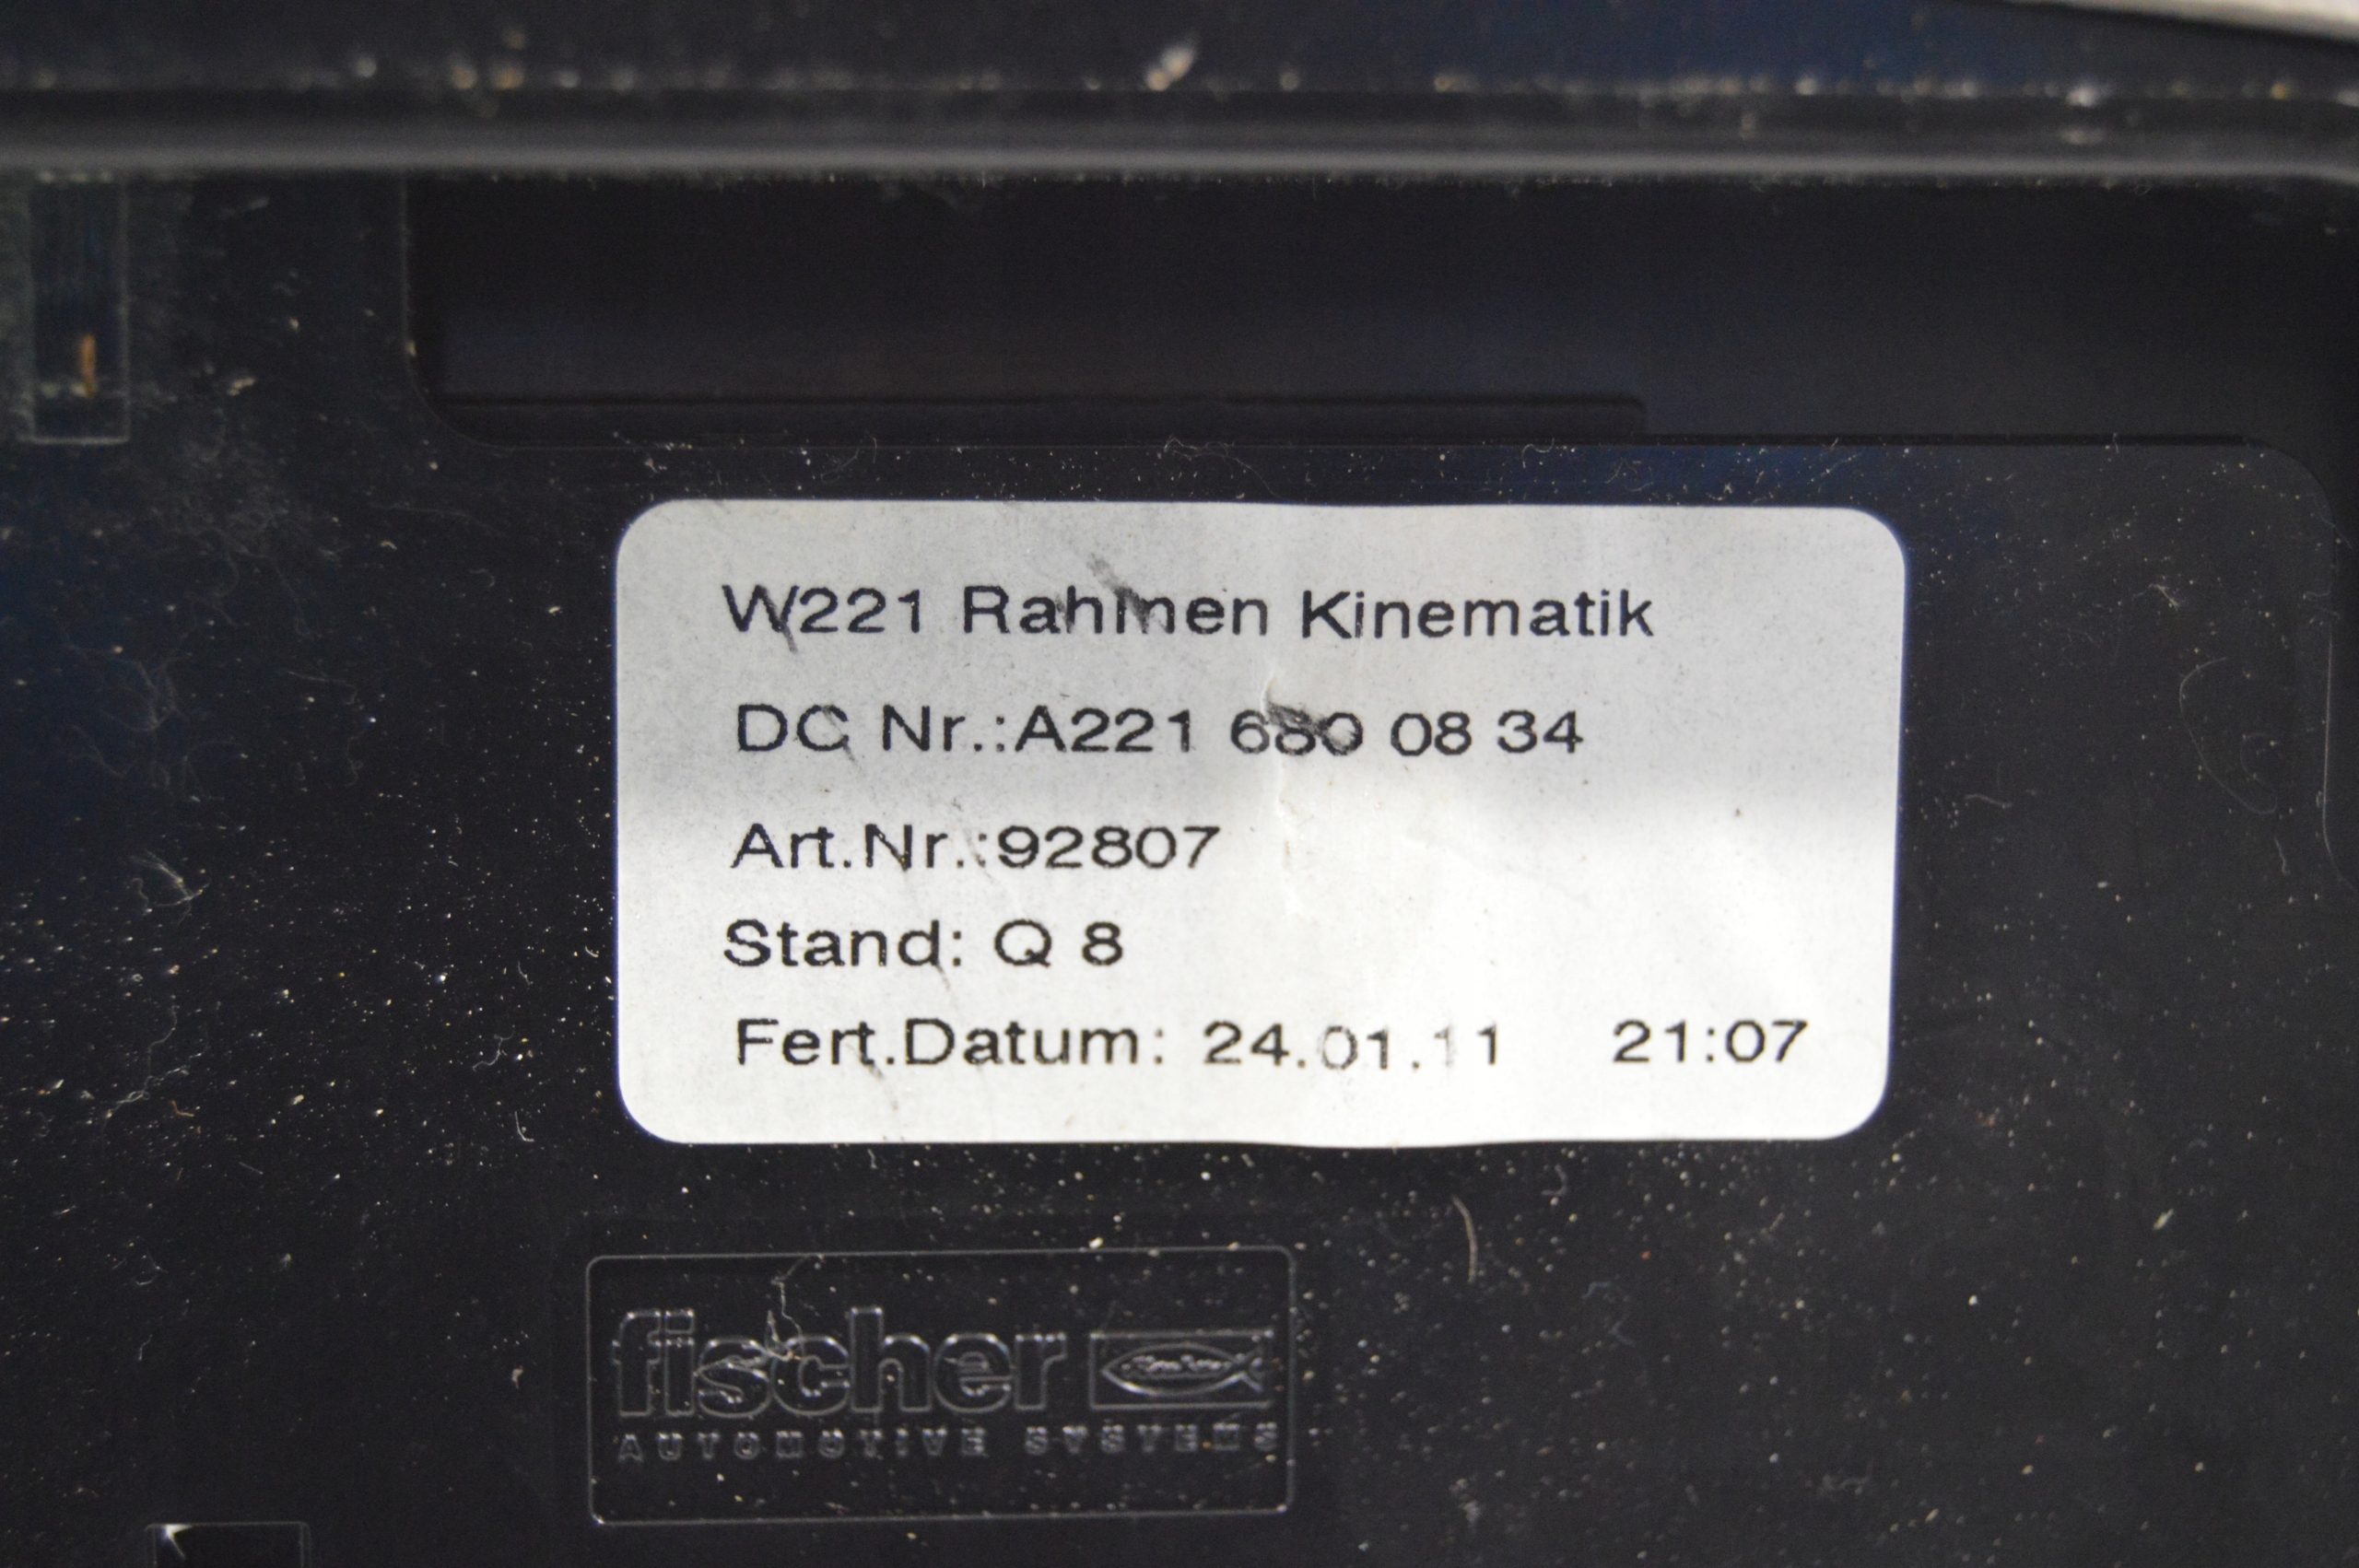 W221 Rahmen Kinematik
DC Nr.:A221 680 08 34
Art.Nr.:92807
Stand: Q 8
Fert.Datum: 24.01.11 21:07
fischer
AUTOMOTIVE SYSTEMS